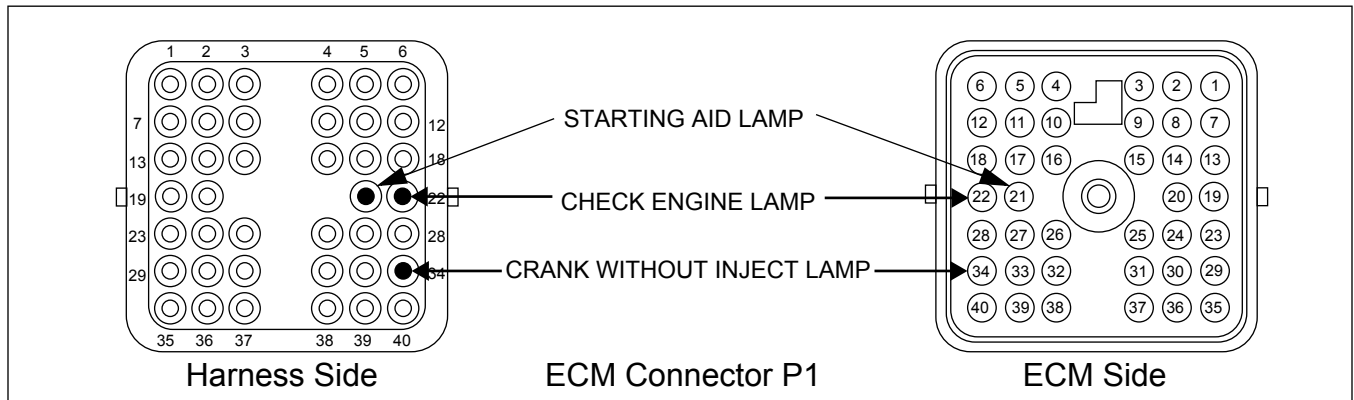 1 2 3 4 5 6
7 12
13 18
19 22
23 28
29 34
35 36 37 38 39 40
Harness Side
STARTING AID LAMP
CHECK ENGINE LAMP
CRANK WITHOUT INJECT LAMP
ECM Connector P1
6 5 4 3 2 1
12 11 10 9 8 7
18 17 16 15 14 13
22 21 20 19
28 27 26 25 24 23
34 33 32 31 30 29
40 39 38 37 36 35
ECM Side